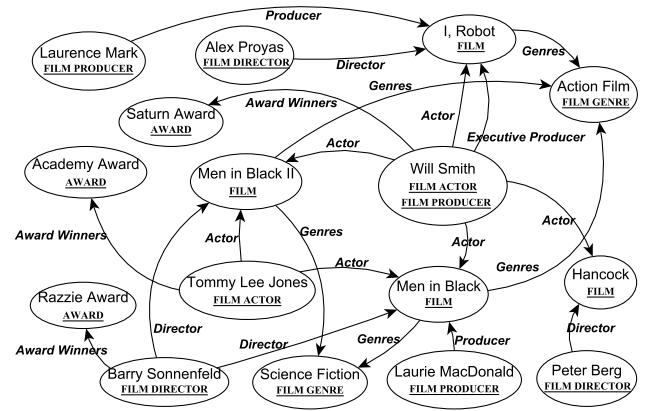 Producer
Laurence Mark
FILM PRODUCER
Alex Proyas
FILM DIRECTOR
Director
I, Robot
FILM
Genres
Action Film
FILM GENRE
Genres
Saturn Award
AWARD
Award Winners
Actor
Executive Producer
Academy Award
AWARD
Men in Black II
FILM
Actor
Will Smith
FILM ACTOR
FILM PRODUCER
Actor
Award Winners
Actor
Genres
Actor
Tommy Lee Jones
FILM ACTOR
Actor
Men in Black
FILM
Genres
Hancock
FILM
Razzie Award
AWARD
Director
Director
Genres
Producer
Director
Award Winners
Barry Sonnenfeld
FILM DIRECTOR
Science Fiction
FILM GENRE
Laurie MacDonald
FILM PRODUCER
Peter Berg
FILM DIRECTOR